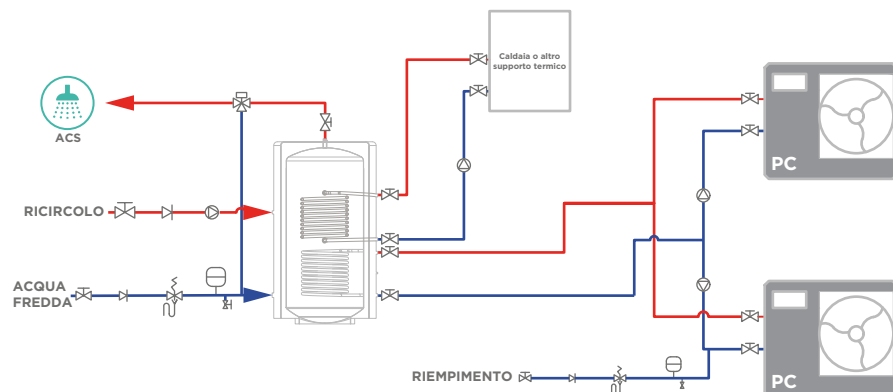 Caldaia o altro
supporto termico
ACS
PC
RICIRCOLO
ACQUA
FREDDA
RIEMPIMENTO
PC